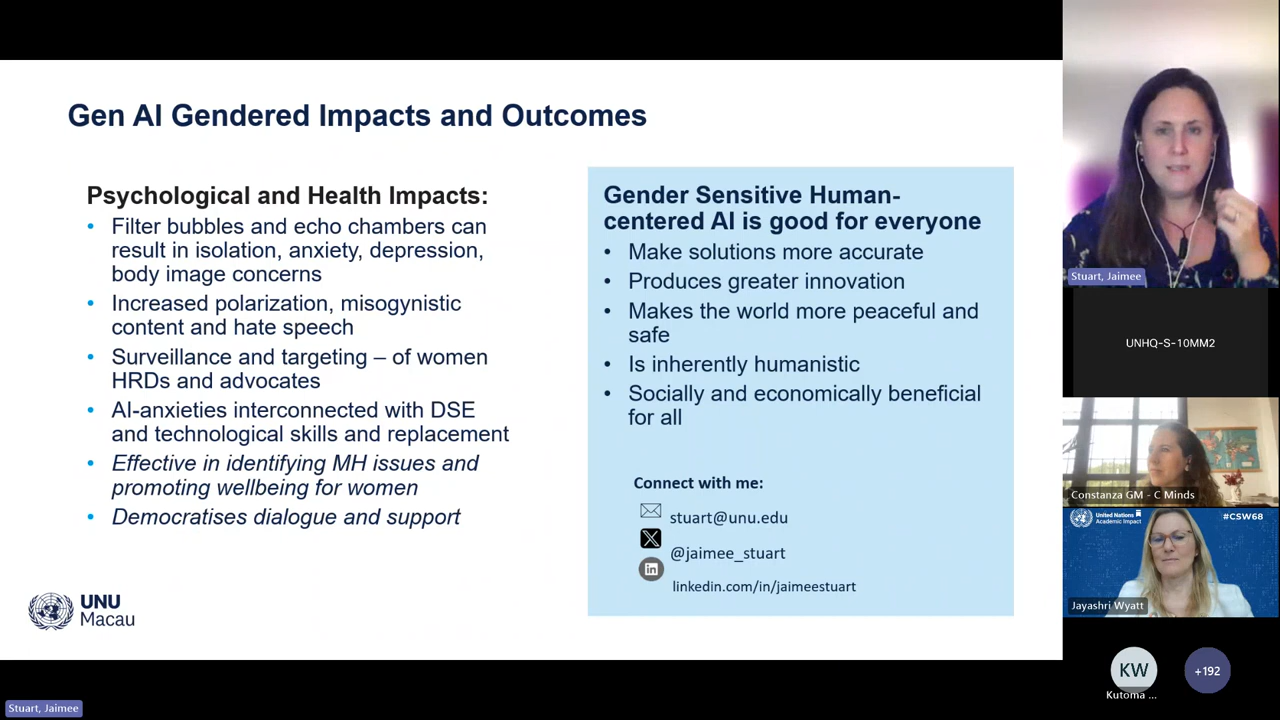 Gen AI Gendered Impacts and Outcomes
Psychological and Health Impacts:
• Filter bubbles and echo chambers can
result in isolation, anxiety, depression,
body image concerns
• Increased polarization, misogynistic
content and hate speech
• Surveillance and targeting – of women
HRDs and advocates
• AI-anxieties interconnected with DSE
and technological skills and replacement
• Effective in identifying MH issues and
promoting wellbeing for women
• Democratises dialogue and support
Gender Sensitive Human-
centered AI is good for everyone
• Make solutions more accurate
• Produces greater innovation
• Makes the world more peaceful and
safe
• Is inherently humanistic
• Socially and economically beneficial
for all
Connect with me:
stuart@unu.edu
@jaimee_stuart
linkedin.com/in/jaimeestuart
UNU
Macau
Stuart, Jaimee
Stuart, Jaimee
UNHQ-S-10MM2
Constanza GM - C Minds
United Nations
Academic Impact
#CSW68
Jayashri Wyatt
KW
+192
Kutoma ...